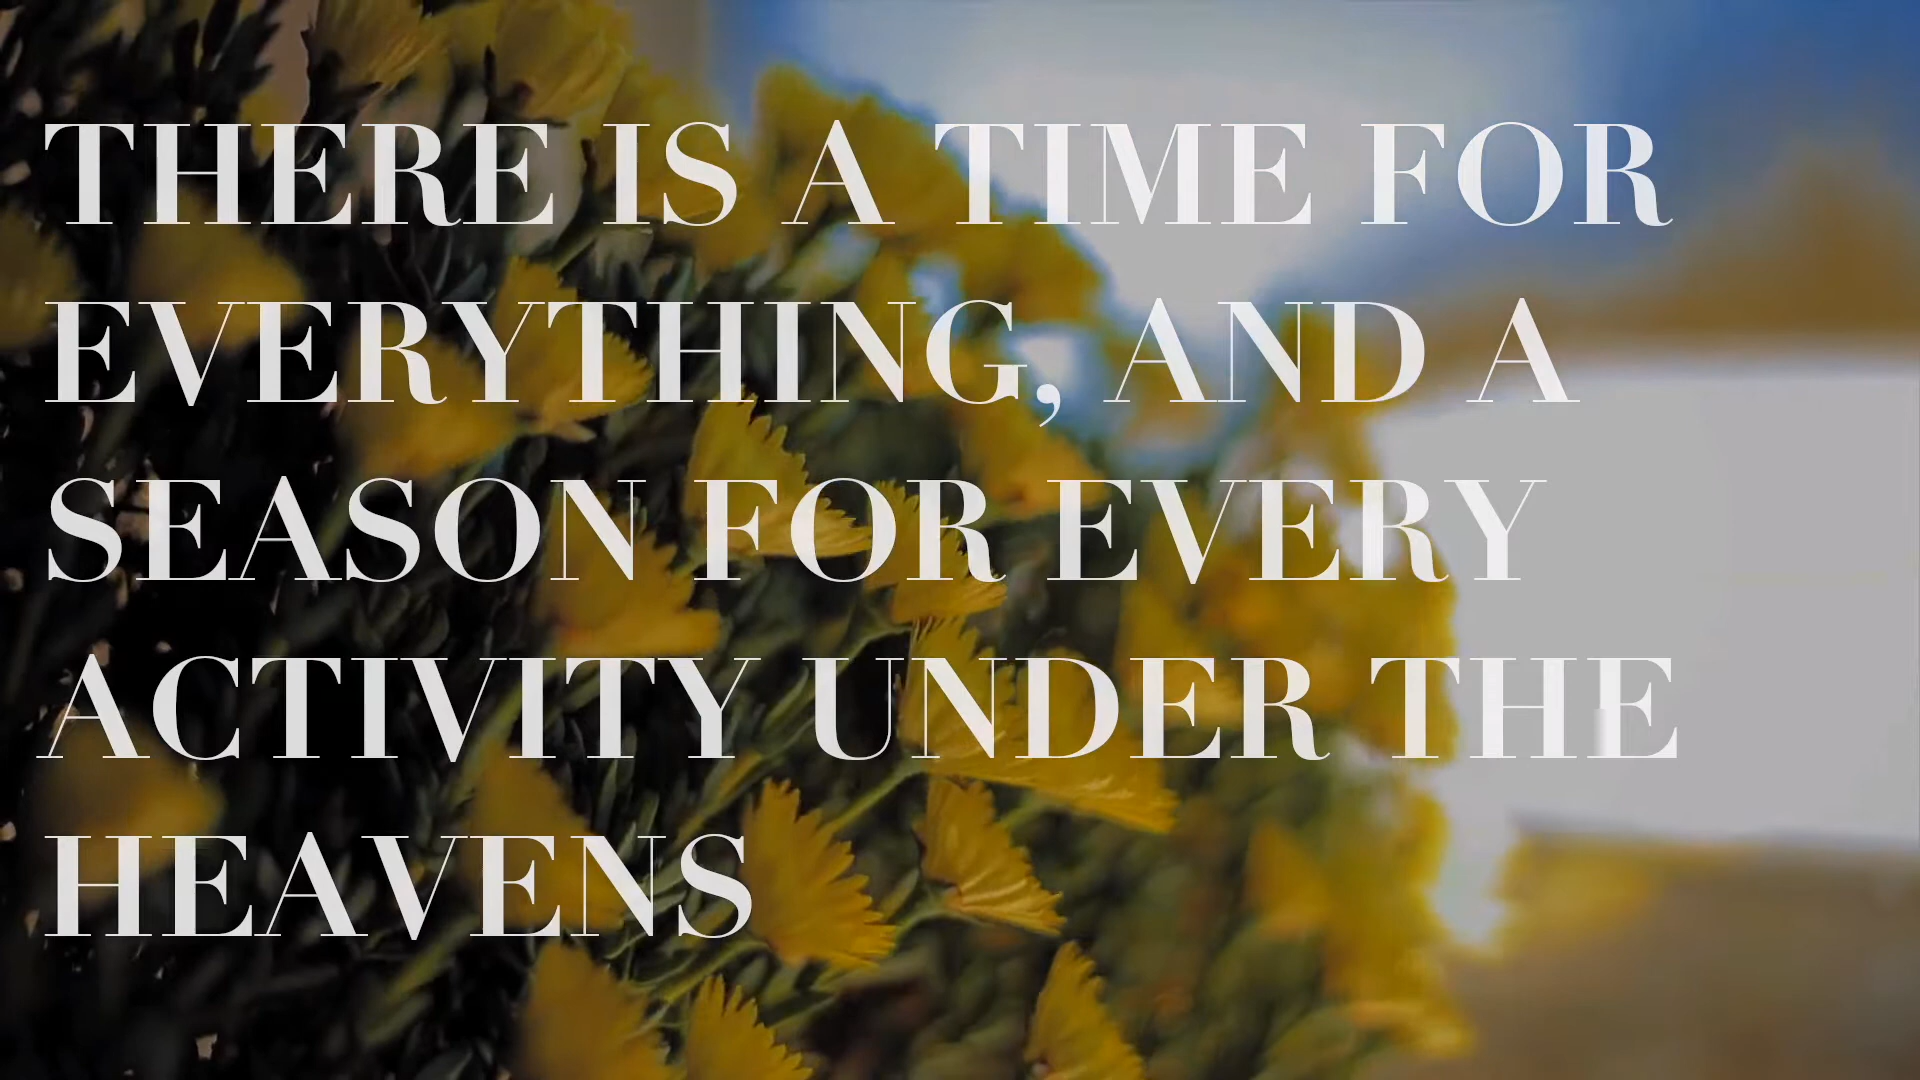 THERE IS A TIME FOR
EVERYTHING, AND A
SEASON FOR EVERY
ACTIVITY UNDER THE
HEAVENS